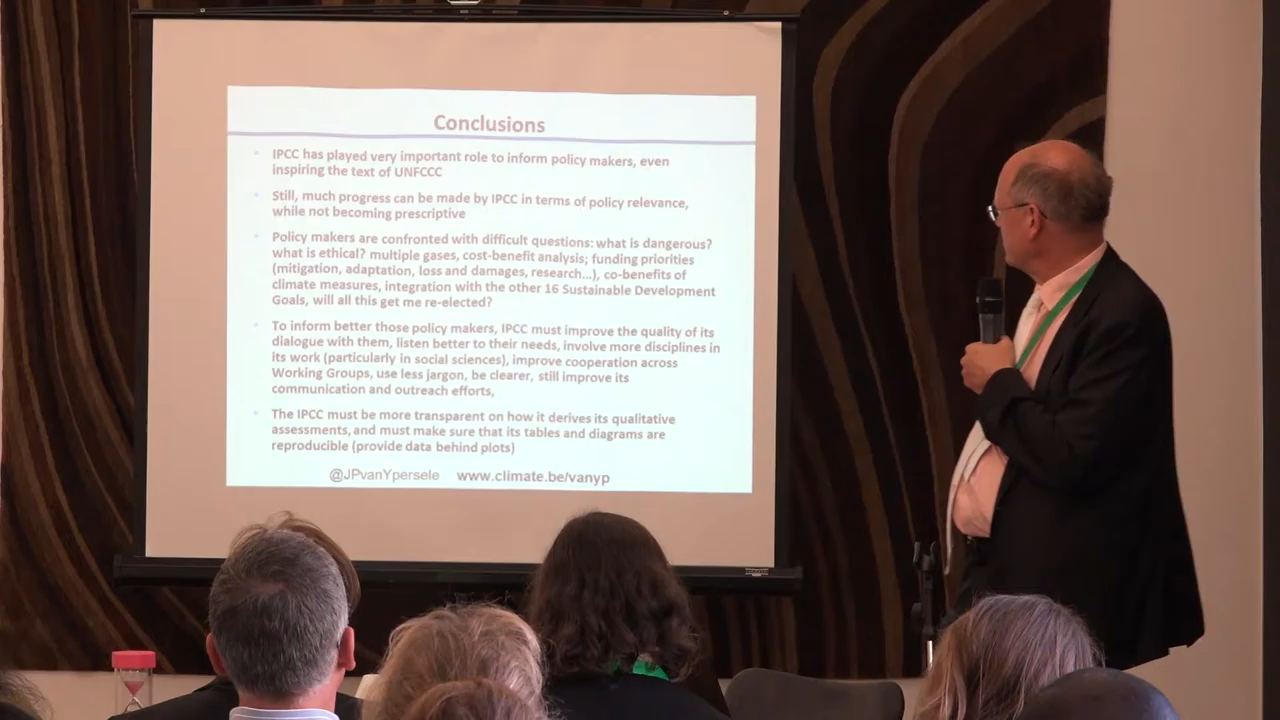 Conclusions
IPCC has played very important role to inform policy makers, even
inspiring the text of UNFCCC
Still, much progress can be made by IPCC in terms of policy relevance,
while not becoming prescriptive
Policy makers are confronted with difficult questions: what is dangerous?
what is ethical? multiple gases, cost-benefit analysis; funding priorities
(mitigation, adaptation, loss and damages, research...), co-benefits of
climate measures, integration with the other 16 Sustainable Development
Goals, will all this get me re-elected?
To inform better those policy makers, IPCC must improve the quality of its
dialogue with them, listen better to their needs, involve more disciplines in
its work (particularly in social sciences), improve cooperation across
Working Groups, use less jargon, be clearer, still improve its
communication and outreach efforts,
The IPCC must be more transparent on how it derives its qualitative
assessments, and must make sure that its tables and diagrams are
reproducible (provide data behind plots)
@JPvanYpersele www.climate.be/vanyp